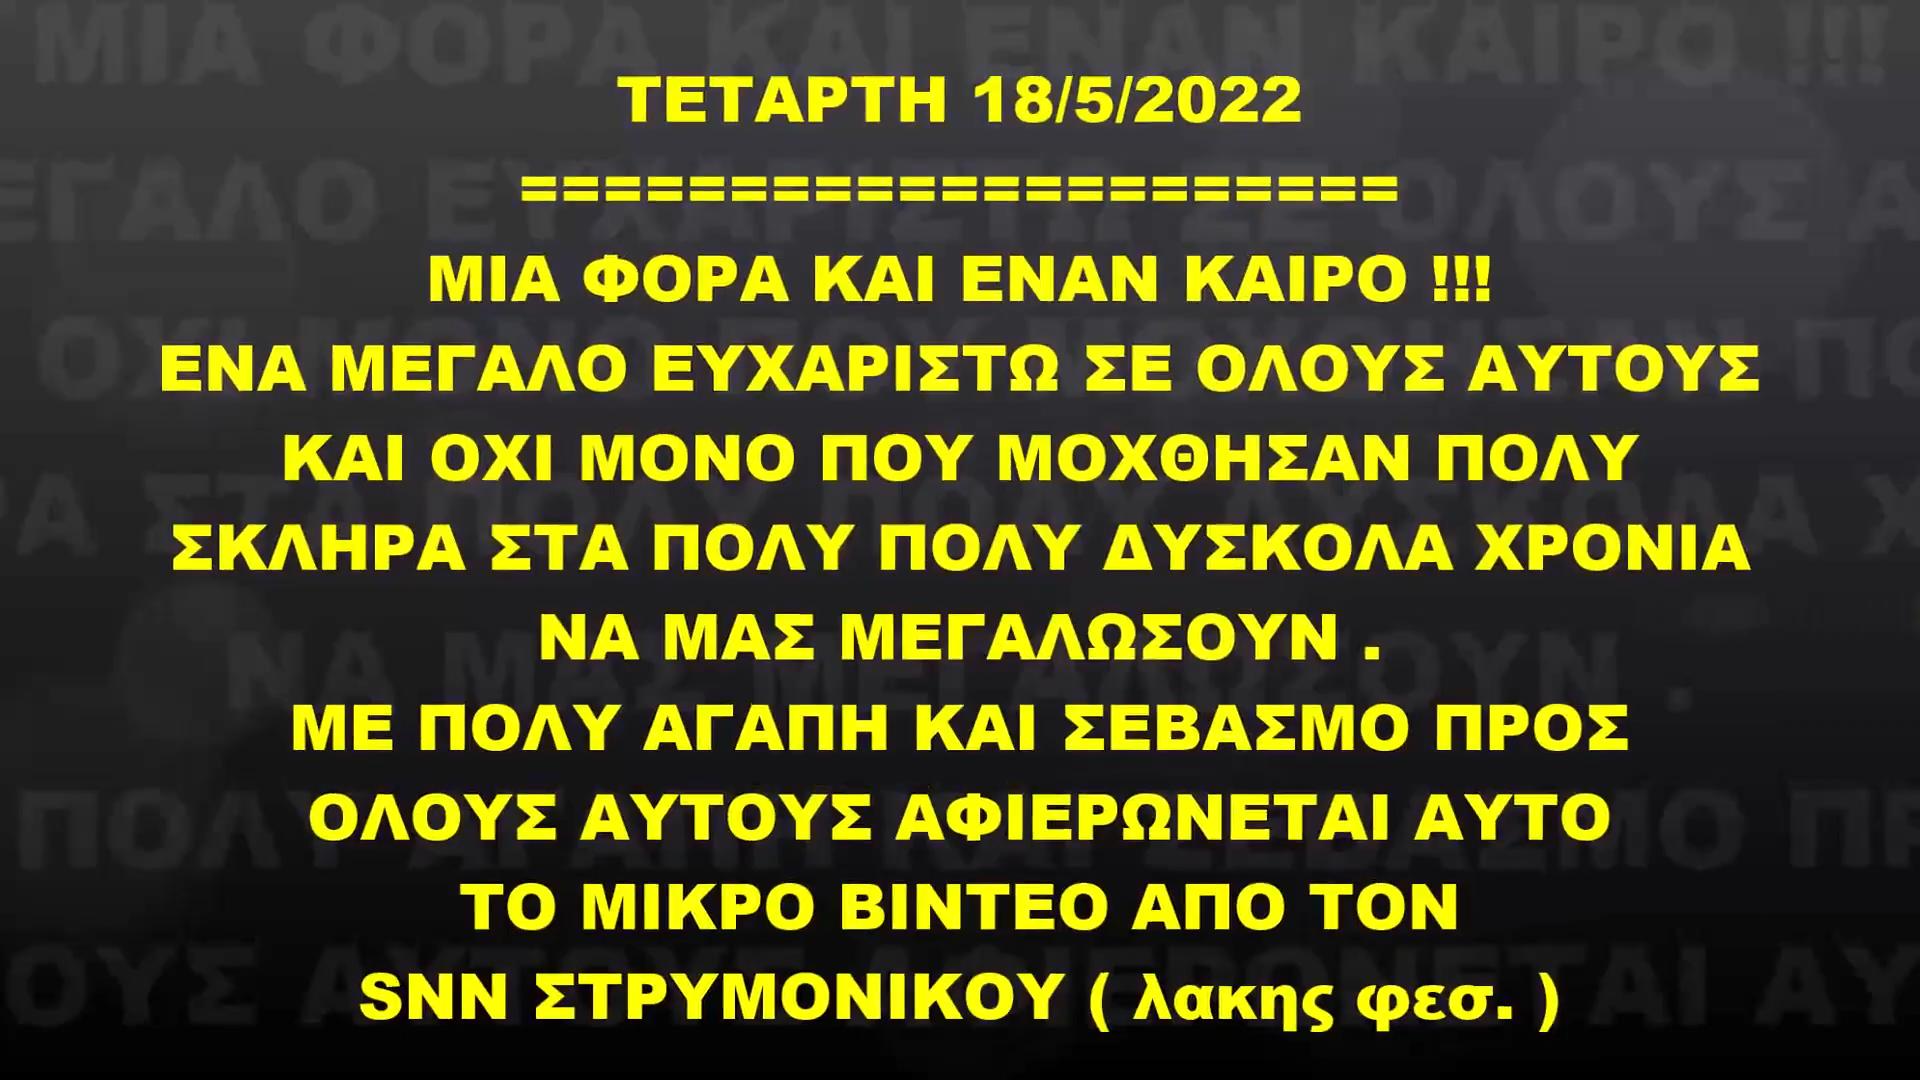 ΤΕΤΑΡΤΗ 18/5/2022
=====================
ΜΙΑ ΦΟΡΑ ΚΑΙ ΕΝΑΝ ΚΑΙΡΟ !!!
ΕΝΑ ΜΕΓΑΛΟ ΕΥΧΑΡΙΣΤΩ ΣΕ ΟΛΟΥΣ ΑΥΤΟΥΣ
ΚΑΙ ΟΧΙ ΜΟΝΟ ΠΟΥ ΜΟΧΘΗΣΑΝ ΠΟΛΥ
ΣΚΛΗΡΑ ΣΤΑ ΠΟΛΥ ΠΟΛΥ ΔΥΣΚΟΛΑ ΧΡΟΝΙΑ
ΝΑ ΜΑΣ ΜΕΓΑΛΩΣΟΥΝ .
ΜΕ ΠΟΛΥ ΑΓΑΠΗ ΚΑΙ ΣΕΒΑΣΜΟ ΠΡΟΣ
ΟΛΟΥΣ ΑΥΤΟΥΣ ΑΦΙΕΡΩΝΕΤΑΙ ΑΥΤΟ
ΤΟ ΜΙΚΡΟ ΒΙΝΤΕΟ ΑΠΟ ΤΟΝ
SNN ΣΤΡΥΜΟΝΙΚΟΥ ( λακης φεσ. )